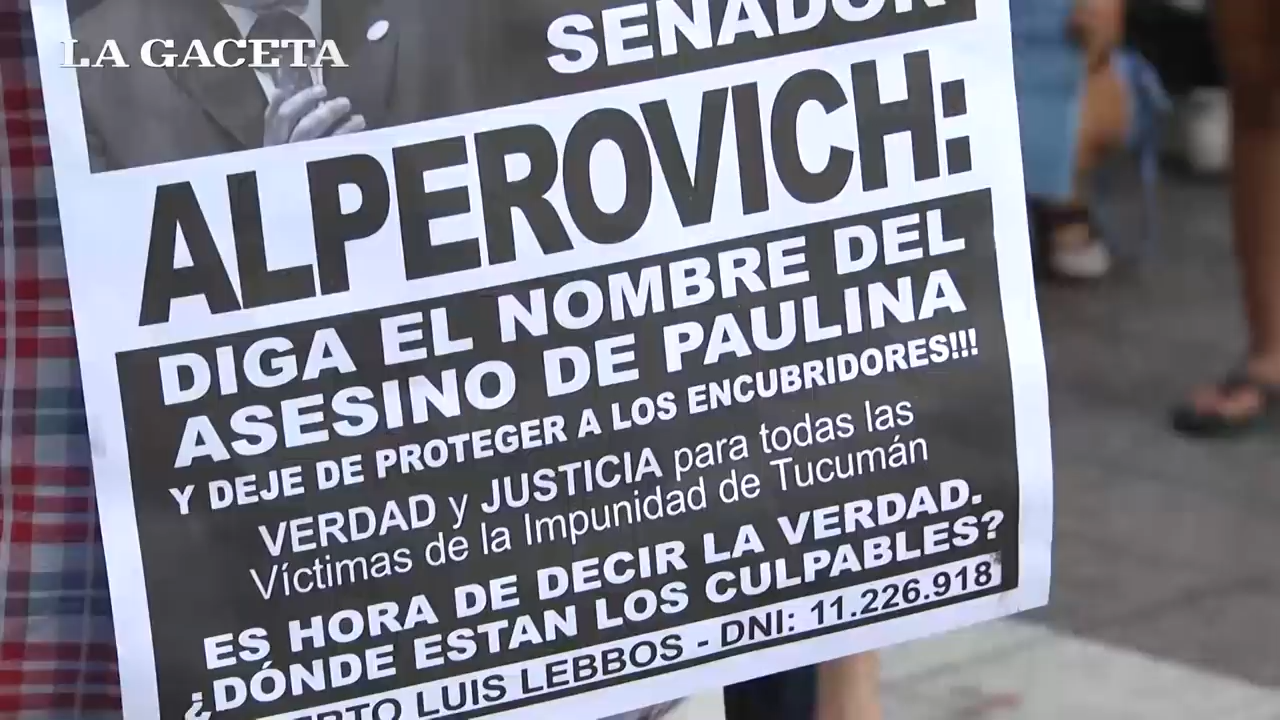 LA GACETA
SENADOR
ALPEROVICH:
DIGA EL NOMBRE DEL
ASESINO DE PAULINA
Y DEJE DE PROTEGER A LOS ENCUBRIDORES!!!
VERDAD y JUSTICIA para todas las
Víctimas de la Impunidad de Tucumán
ES HORA DE DECIR LA VERDAD.
¿DÓNDE ESTAN LOS CULPABLES?
LUIS LEBBOS - DNI: 11.226.918